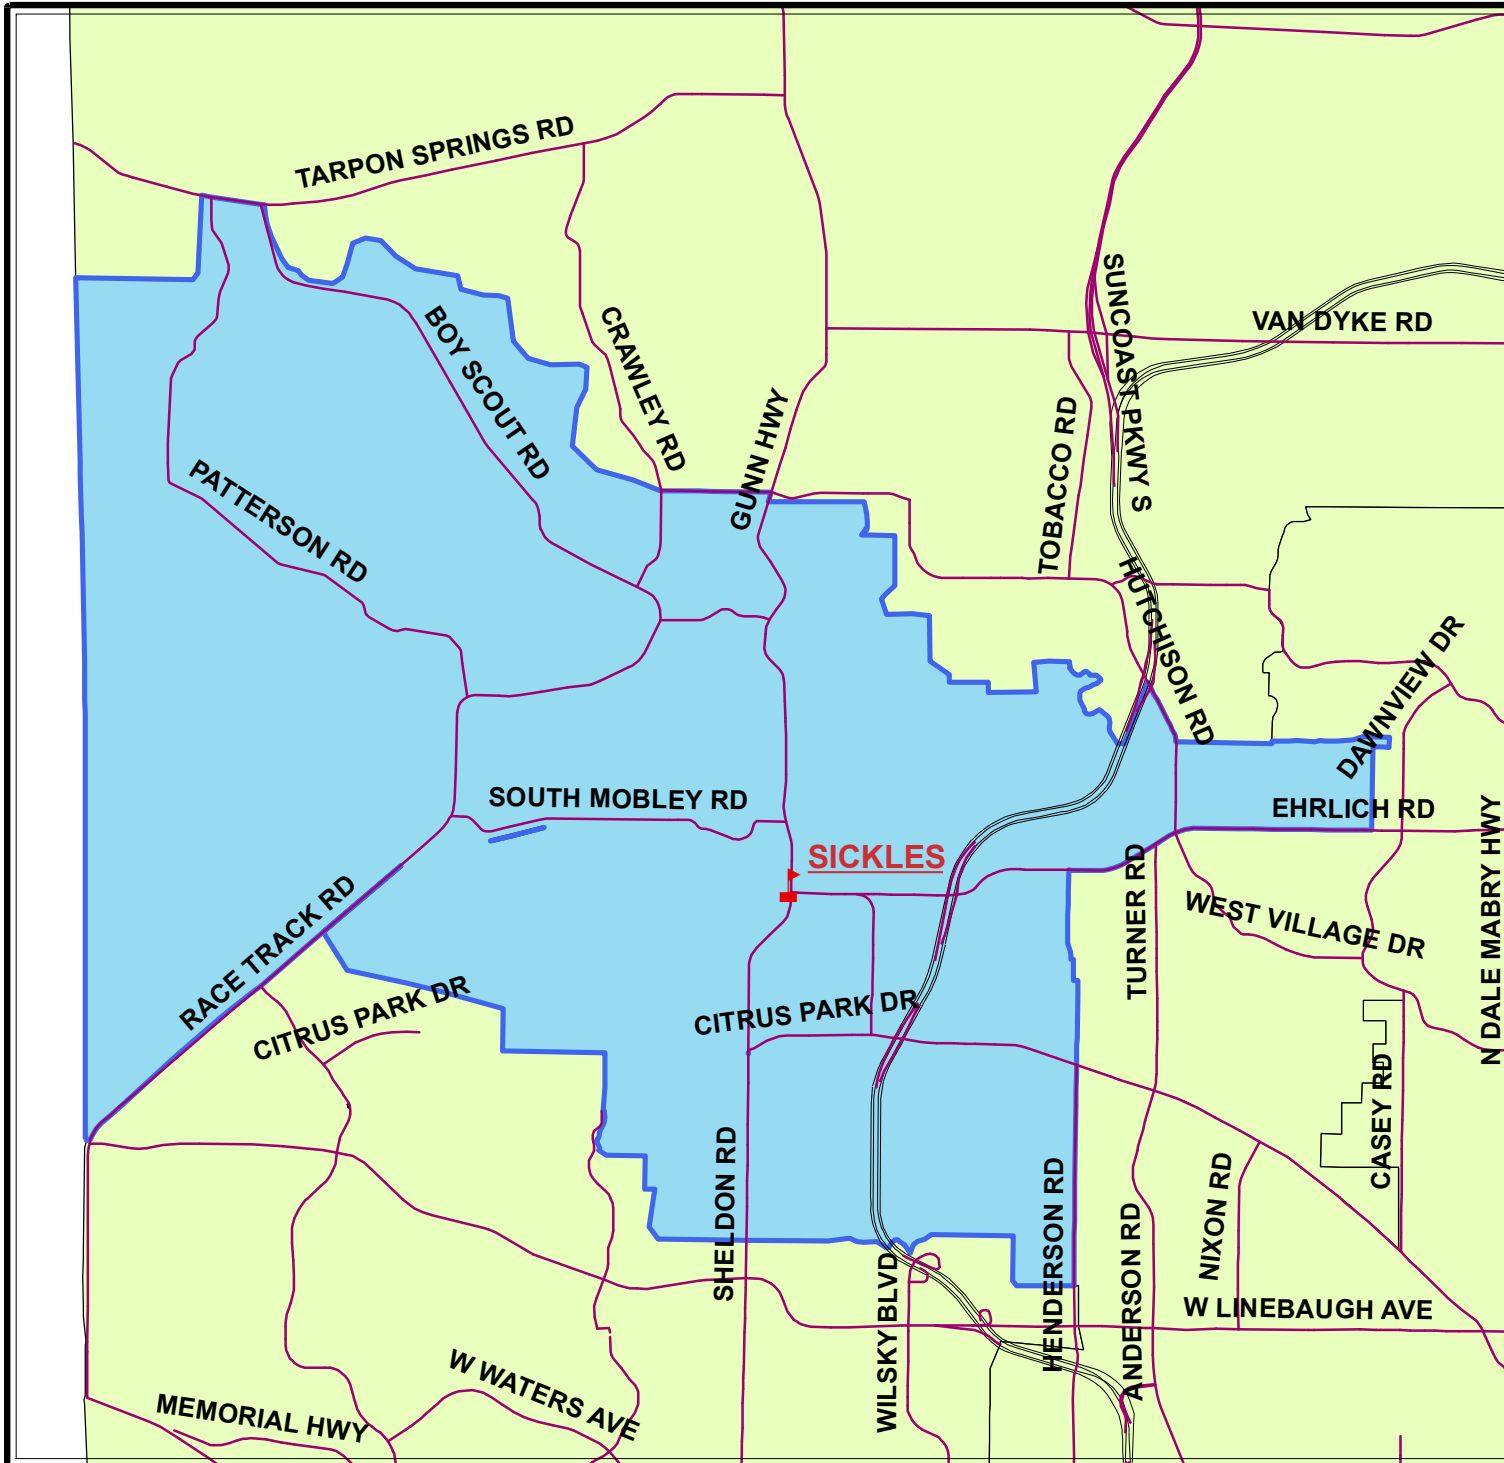 TARPON SPRINGS RD
SUNCOAST PKWY S
VAN DYKE RD
BOY SCOUT RD
CRAWLEY RD
GUNN HWY
TOBACCO RD
PATTERSON RD
HUTCHISON RD
DAWNVIEW DR
SOUTH MOBLEY RD
EHRLICH RD
SICKLES
N DALE MABRY HWY
TURNER RD
WEST VILLAGE DR
RACE TRACK RD
CITRUS PARK DR
CITRUS PARK DR
CASEY RD
SHELDON RD
HENDERSON RD
NIXON RD
ANDERSON RD
WILSKY BLVD
W LINEBAUGH AVE
W WATERS AVE
MEMORIAL HWY